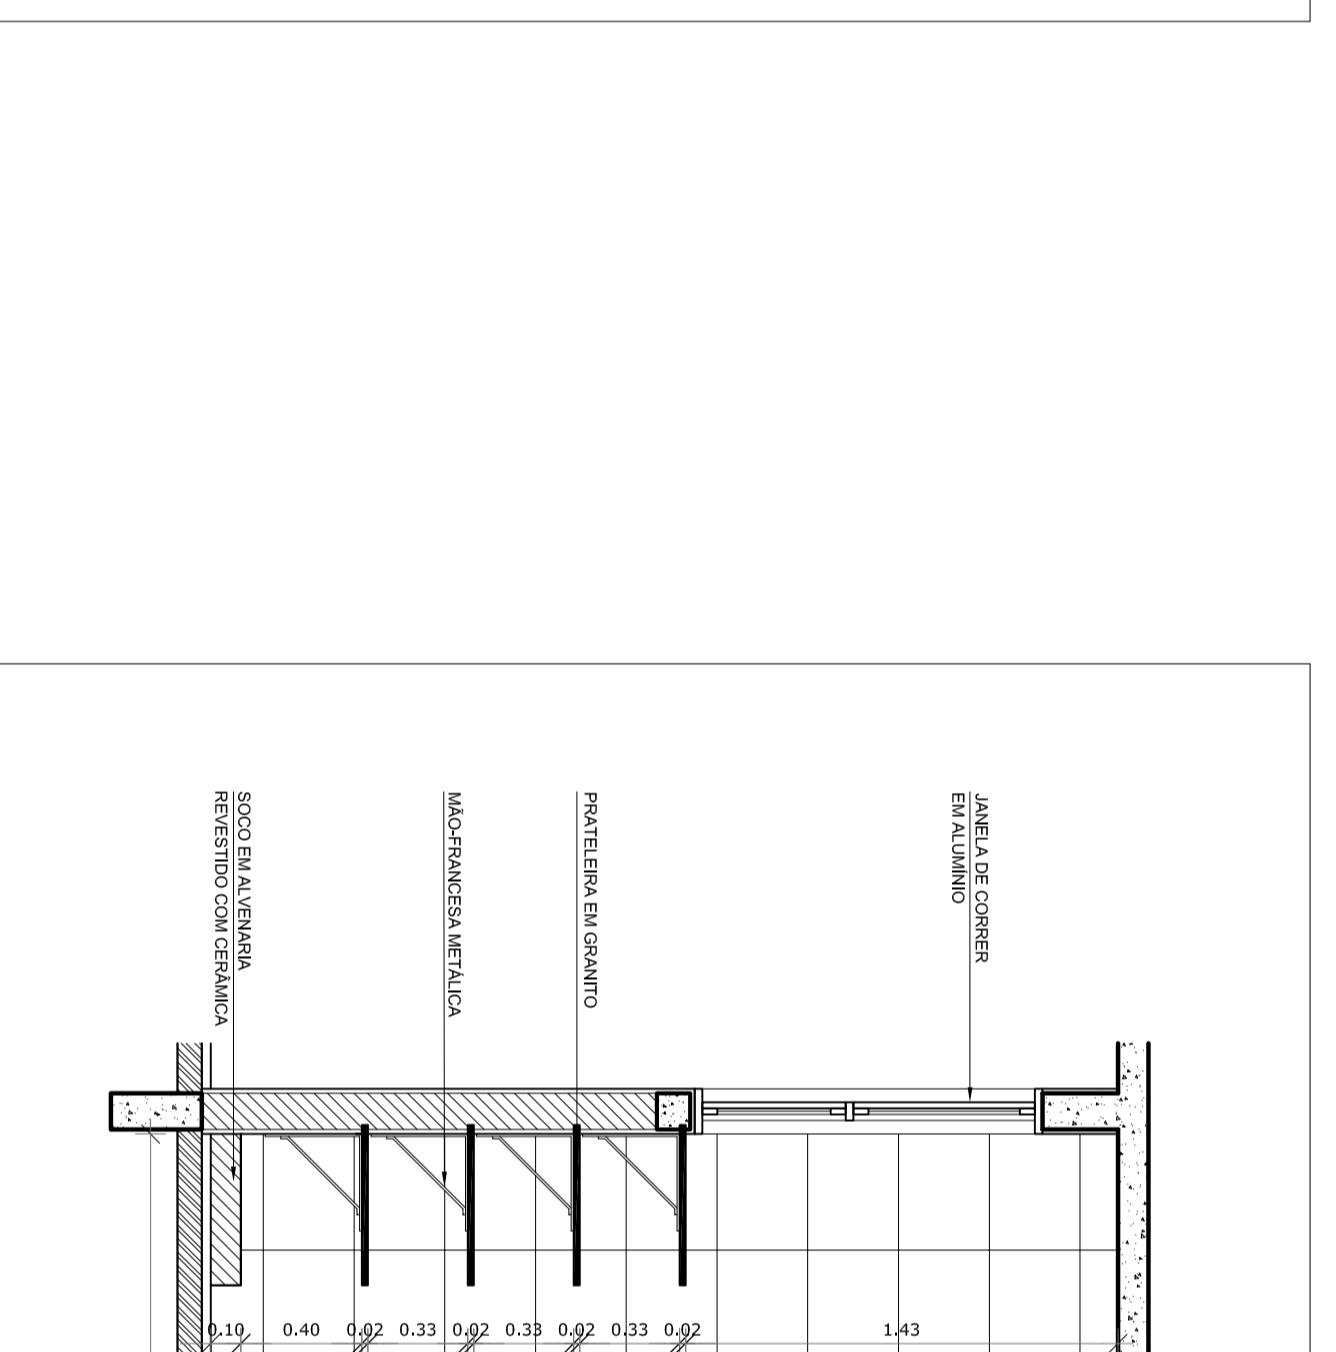 SOCO EM ALVENARIA
REVESTIDO COM CERÂMICA
MÃO-FRANCESA METÁLICA
PRATELEIRA EM GRANITO
JANELA DE CORRER
EM ALUMÍNIO
0.10 0.40 0.02 0.33 0.02 0.33 0.02 0.33 0.02 1.43